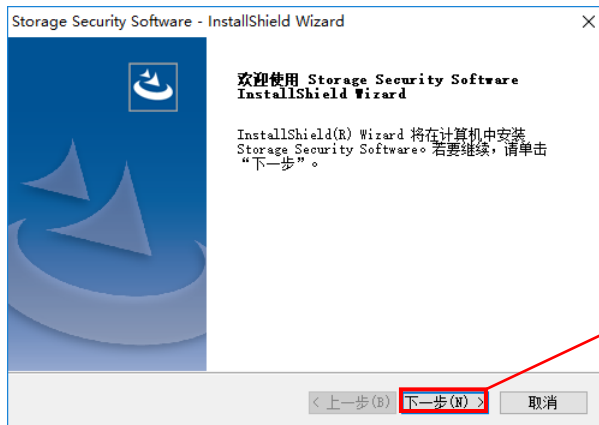 Storage Security Software - InstallShield Wizard
欢迎使用 Storage Security Software
InstallShield Wizard
InstallShield(R) Wizard 将在计算机中安装
Storage Security Software。若要继续，请单击
“下一步”。
< 上一步(B) 下一步(N) > 取消